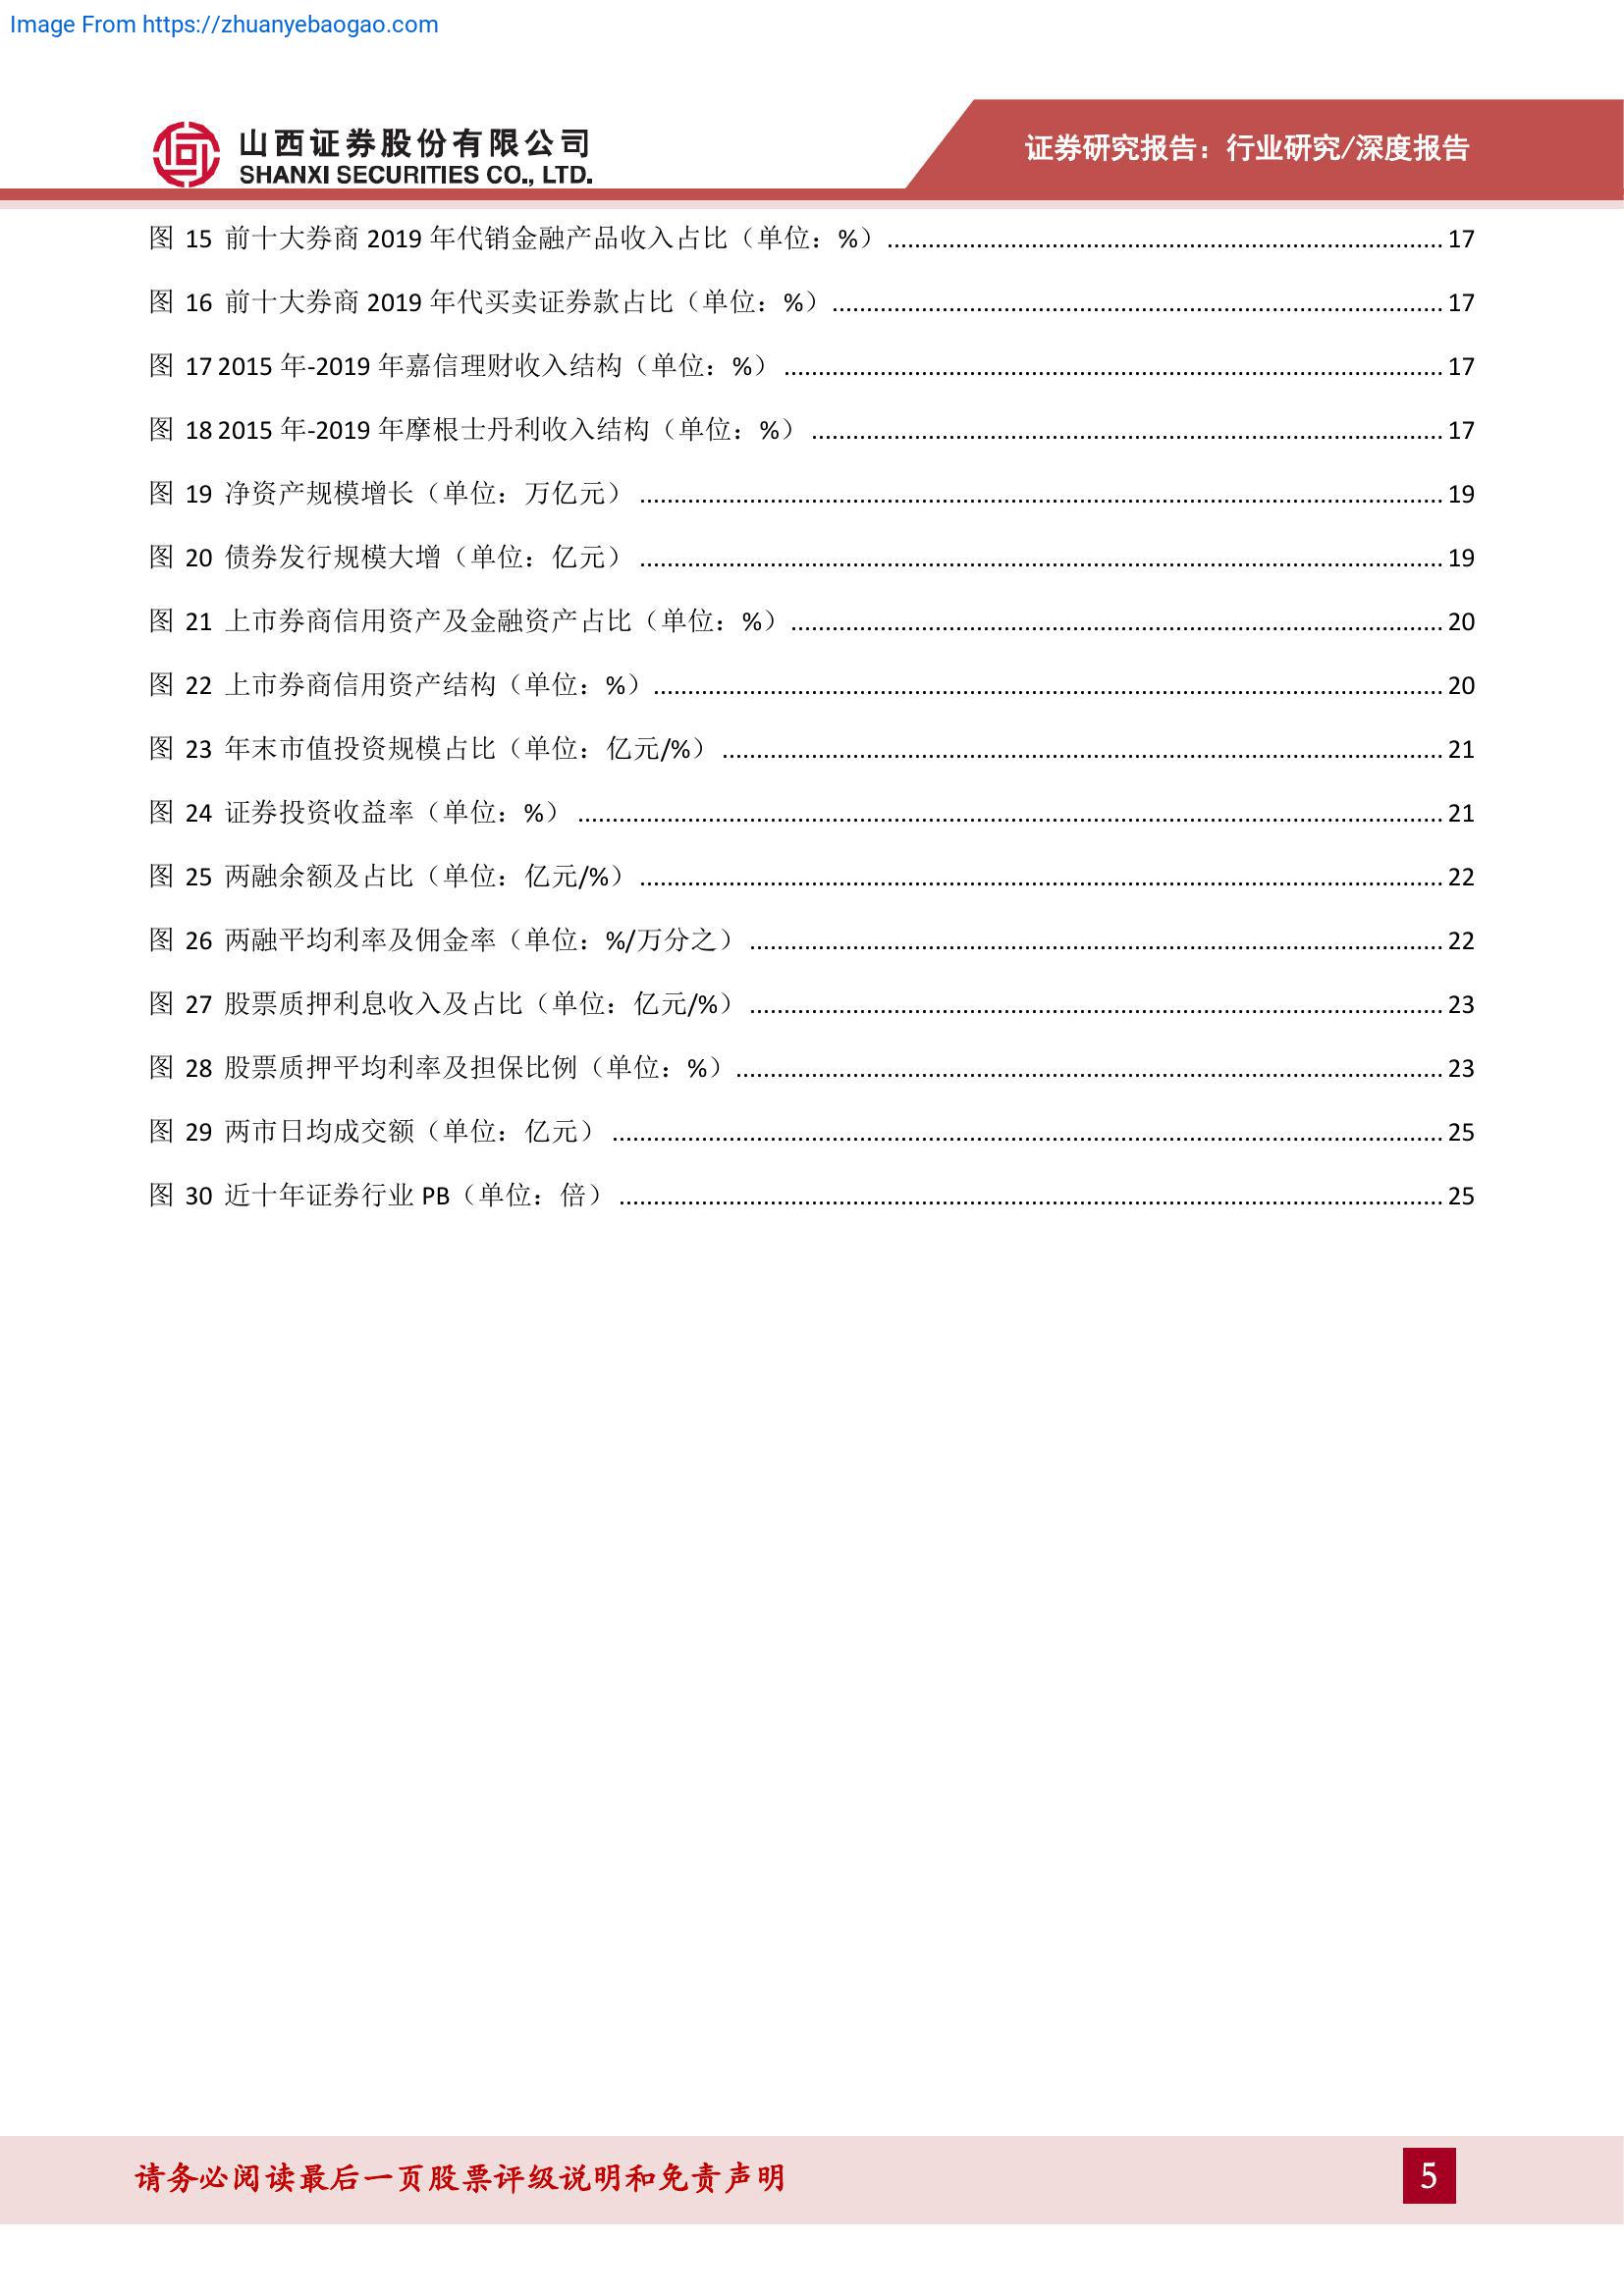 Image From https://zhuanyebaogao.com
山西证券股份有限公司
SHANXI SECURITIES CO., LTD.
证券研究报告：行业研究/深度报告
图 15 前十大券商 2019 年代销金融产品收入占比（单位：%）........ 17
图 16 前十大券商 2019 年代买卖证券款占比（单位：%）........ 17
图 17 2015 年-2019 年嘉信理财收入结构（单位：%）........ 17
图 18 2015 年-2019 年摩根士丹利收入结构（单位：%）........ 17
图 19 净资产规模增长（单位：万亿元）........ 19
图 20 债券发行规模大增（单位：亿元）........ 19
图 21 上市券商信用资产及金融资产占比（单位：%）........ 20
图 22 上市券商信用资产结构（单位：%）........ 20
图 23 年末市值投资规模占比（单位：亿元/%）........ 21
图 24 证券投资收益率（单位：%）........ 21
图 25 两融余额及占比（单位：亿元/%）........ 22
图 26 两融平均利率及佣金率（单位：%/万分之）........ 22
图 27 股票质押利息收入及占比（单位：亿元/%）........ 23
图 28 股票质押平均利率及担保比例（单位：%）........ 23
图 29 两市日均成交额（单位：亿元）........ 25
图 30 近十年证券行业 PB（单位：倍）........ 25
请务必阅读最后一页股票评级说明和免责声明
5